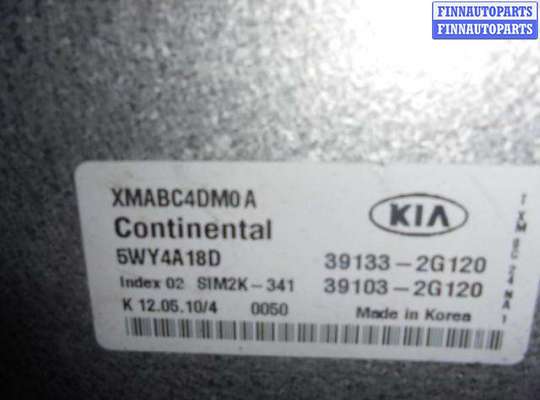 FINNAUTOPARTS
FINNAUTOPARTS
XMABC4DM0A
KIA
Continental
5WY4A18D
39133-2G120
Index 02 SIM2K-341
39103-2G120
K 12.05.10/4 0050
Made in Korea